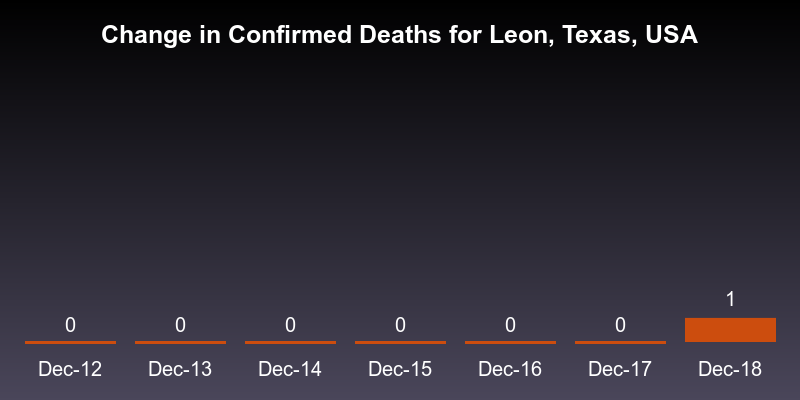 Change in Confirmed Deaths for Leon, Texas, USA
0 0 0 0 0 0 1
Dec-12 Dec-13 Dec-14 Dec-15 Dec-16 Dec-17 Dec-18